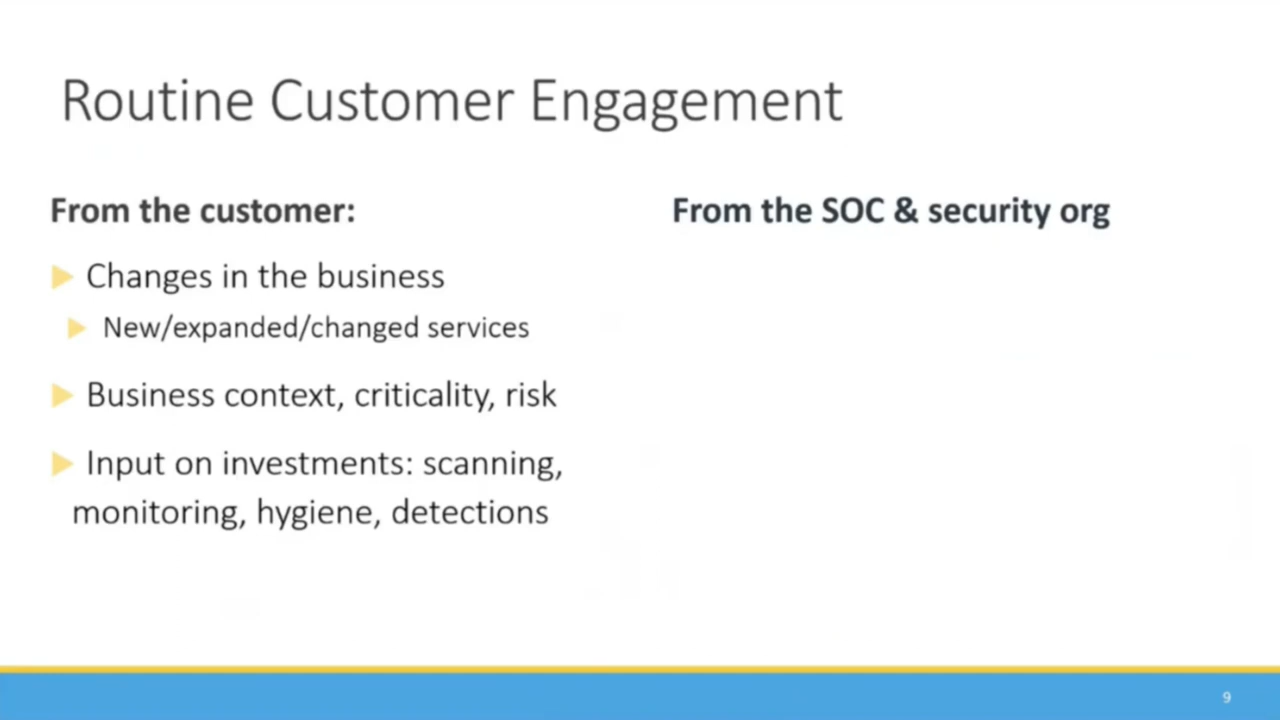 Routine Customer Engagement
From the customer:
Changes in the business
New/expanded/changed services
Business context, criticality, risk
Input on investments: scanning,
monitoring, hygiene, detections
From the SOC & security org
9